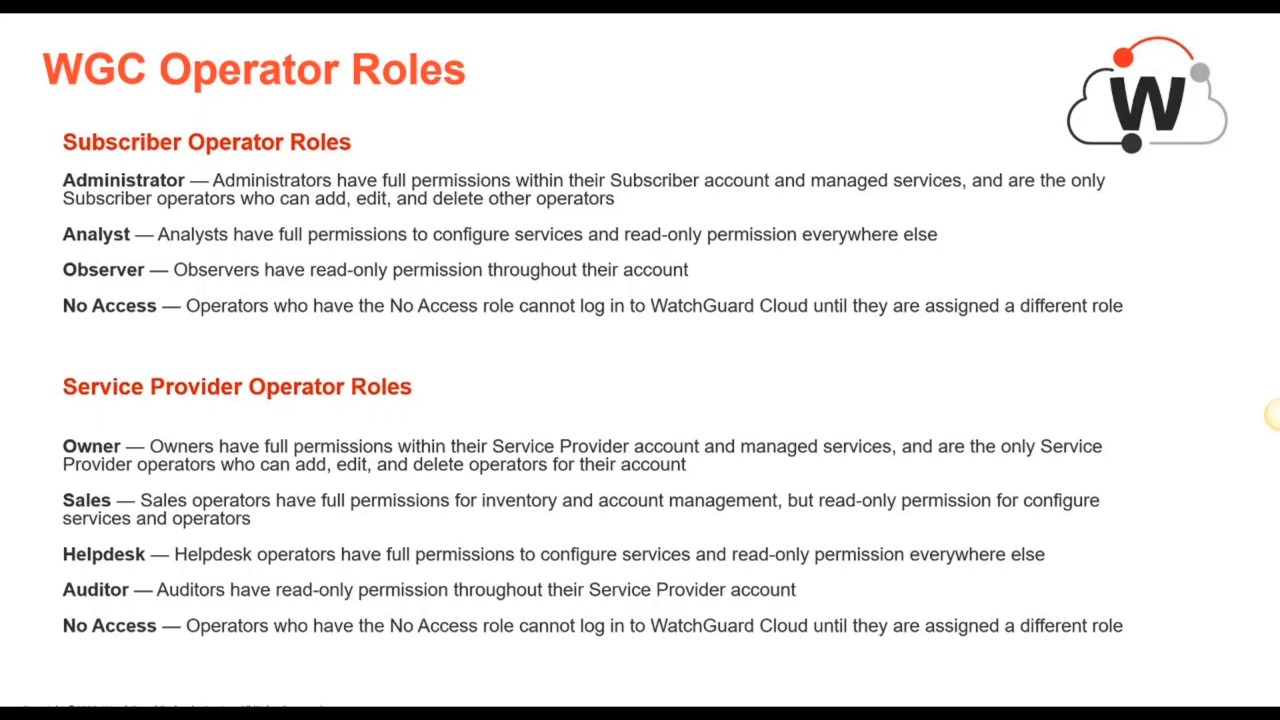 WGC Operator Roles
W
Subscriber Operator Roles
Administrator — Administrators have full permissions within their Subscriber account and managed services, and are the only
Subscriber operators who can add, edit, and delete other operators
Analyst — Analysts have full permissions to configure services and read-only permission everywhere else
Observer — Observers have read-only permission throughout their account
No Access — Operators who have the No Access role cannot log in to WatchGuard Cloud until they are assigned a different role
Service Provider Operator Roles
Owner — Owners have full permissions within their Service Provider account and managed services, and are the only Service
Provider operators who can add, edit, and delete operators for their account
Sales — Sales operators have full permissions for inventory and account management, but read-only permission for configure
services and operators
Helpdesk — Helpdesk operators have full permissions to configure services and read-only permission everywhere else
Auditor — Auditors have read-only permission throughout their Service Provider account
No Access — Operators who have the No Access role cannot log in to WatchGuard Cloud until they are assigned a different role